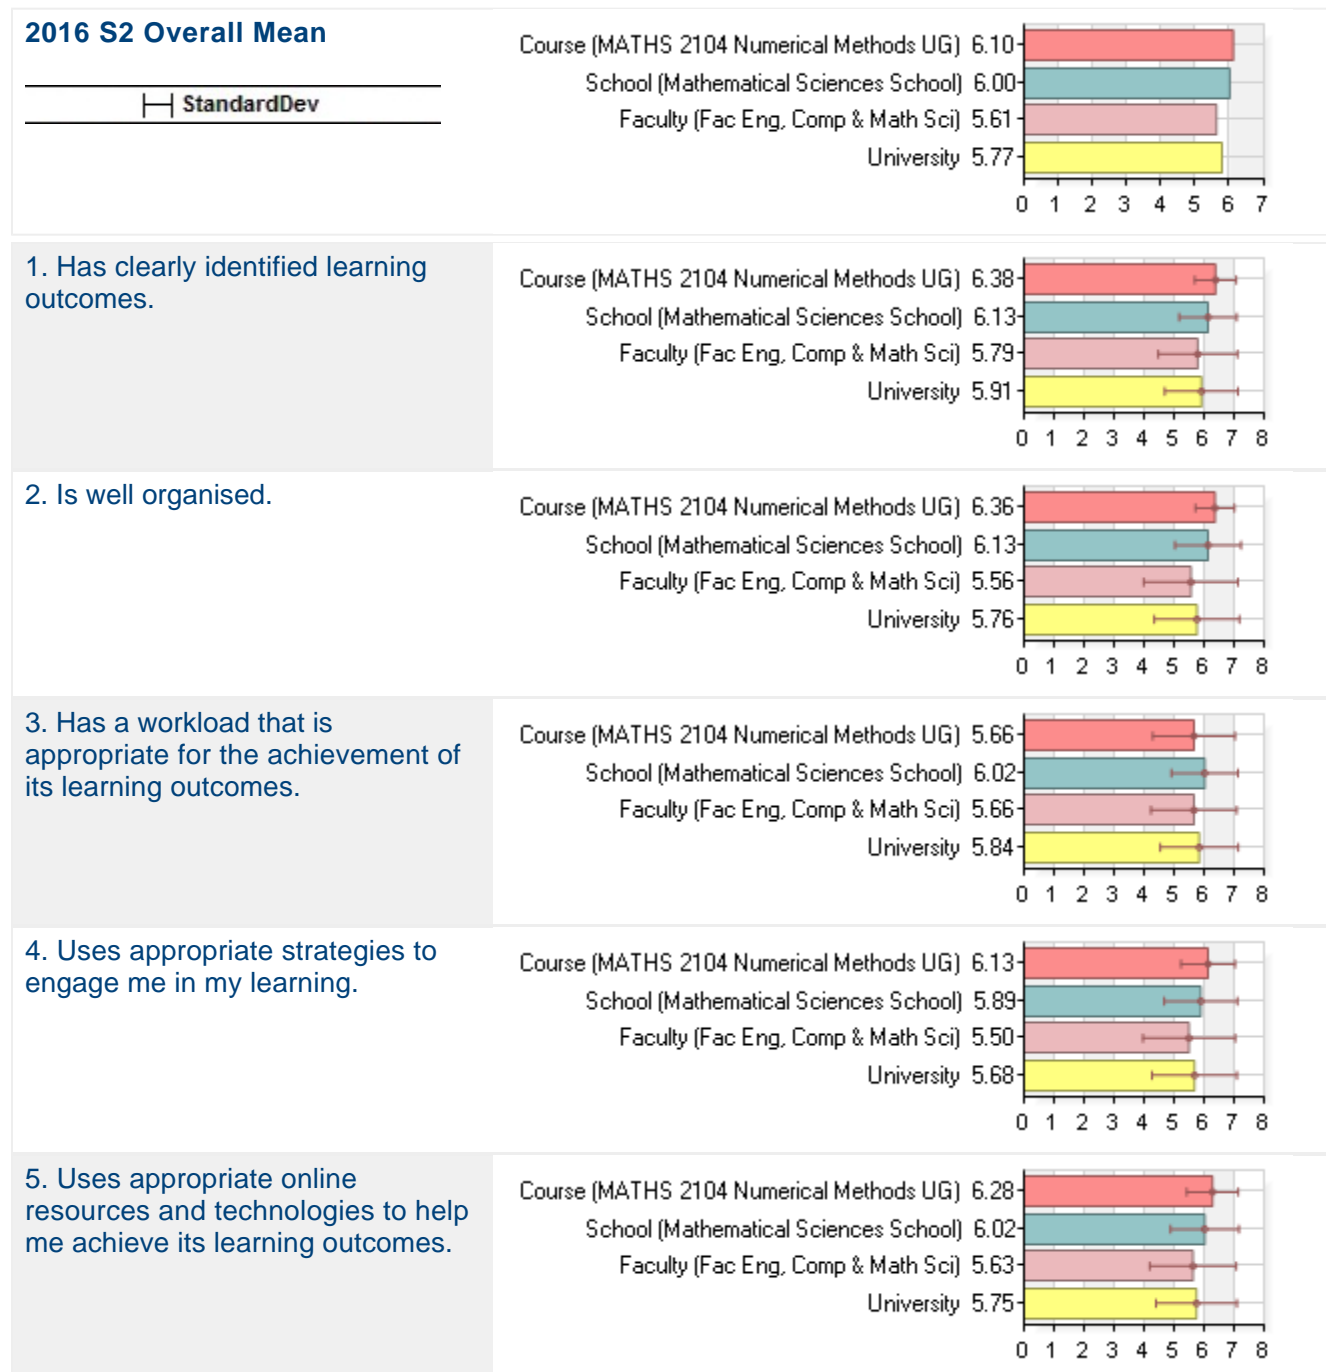 2016 S2 Overall Mean
StandardDev
Course (MATHS 2104 Numerical Methods UG) 6.10
School (Mathematical Sciences School) 6.00
Faculty (Fac Eng, Comp & Math Sci) 5.61
University 5.77
0 1 2 3 4 5 6 7
1. Has clearly identified learning
outcomes.
Course (MATHS 2104 Numerical Methods UG) 6.38
School (Mathematical Sciences School) 6.13
Faculty (Fac Eng, Comp & Math Sci) 5.79
University 5.91
0 1 2 3 4 5 6 7 8
2. Is well organised.
Course (MATHS 2104 Numerical Methods UG) 6.36
School (Mathematical Sciences School) 6.13
Faculty (Fac Eng, Comp & Math Sci) 5.56
University 5.76
0 1 2 3 4 5 6 7 8
3. Has a workload that is
appropriate for the achievement of
its learning outcomes.
Course (MATHS 2104 Numerical Methods UG) 5.66
School (Mathematical Sciences School) 6.02
Faculty (Fac Eng, Comp & Math Sci) 5.66
University 5.84
0 1 2 3 4 5 6 7 8
4. Uses appropriate strategies to
engage me in my learning.
Course (MATHS 2104 Numerical Methods UG) 6.13
School (Mathematical Sciences School) 5.89
Faculty (Fac Eng, Comp & Math Sci) 5.50
University 5.68
0 1 2 3 4 5 6 7 8
5. Uses appropriate online
resources and technologies to help
me achieve its learning outcomes.
Course (MATHS 2104 Numerical Methods UG) 6.28
School (Mathematical Sciences School) 6.02
Faculty (Fac Eng, Comp & Math Sci) 5.63
University 5.75
0 1 2 3 4 5 6 7 8